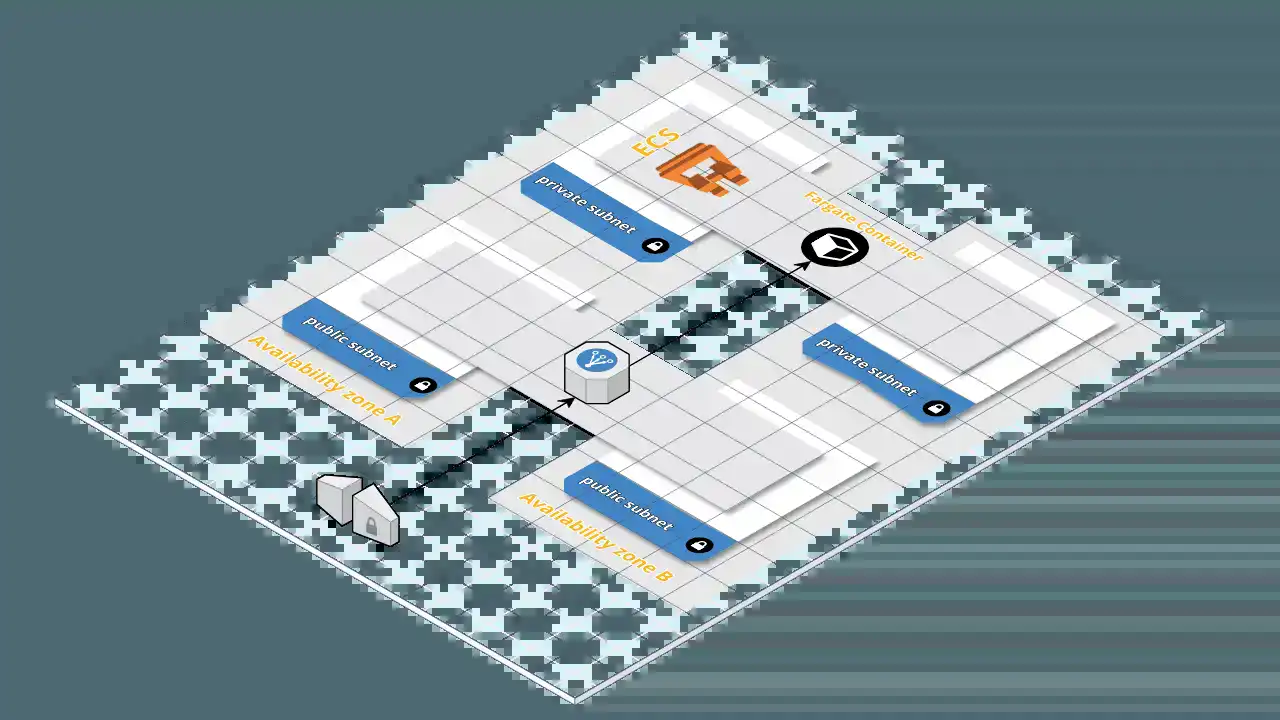 ECS
private subnet
Fargate Container
public subnet
Availability zone A
private subnet
public subnet
Availability zone B